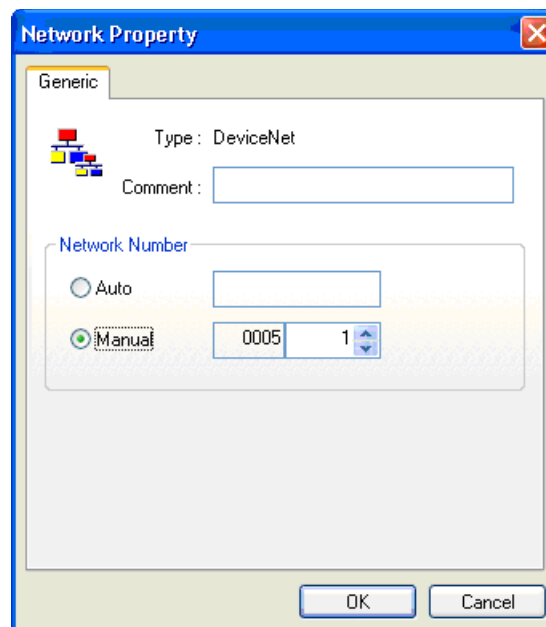 Network Property
Generic
Type : DeviceNet
Comment :
Network Number
Auto
Manual 0005 1
OK Cancel